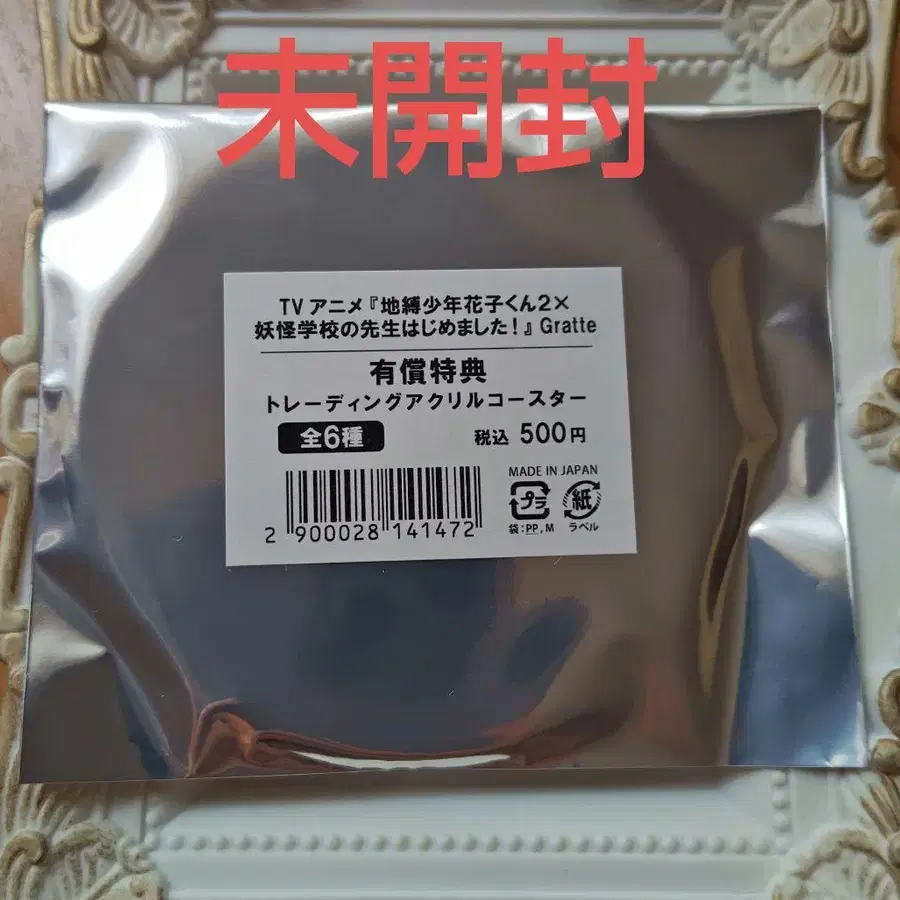 未開封
TVアニメ『地縛少年花子くん2×
妖怪学校の先生はじめました!』Gratte
有償特典
トレーディングアクリルコースター
全6種 税込 500円
MADE IN JAPAN
プラ 紙
袋:PP,M ラベル
2 900028 141472